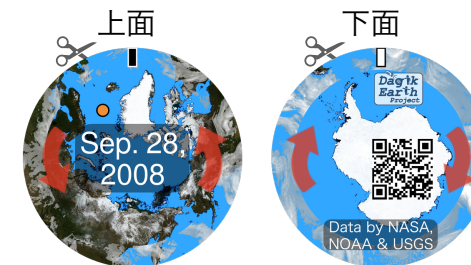 上面
下面
Dagik
Earth
Project
Sep. 28,
2008
Data by NASA,
NOAA & USGS